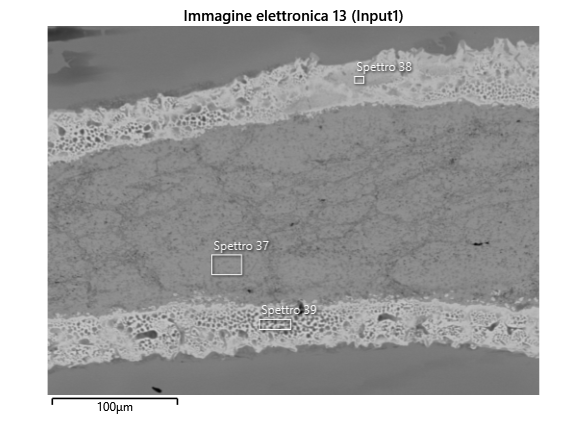 Immagine elettronica 13 (Input1)
Spettro 38
Spettro 37
Spettro 39
100µm